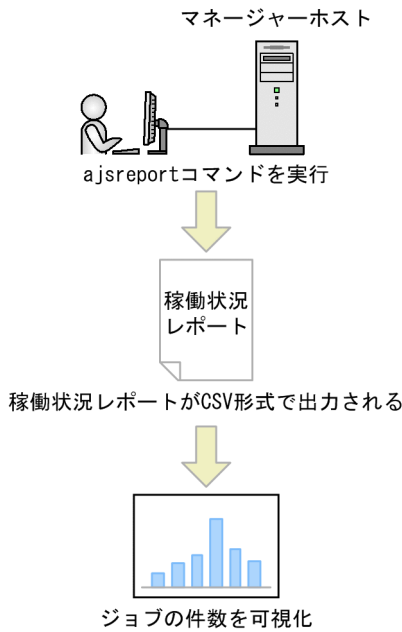 マネージャーホスト
ajsreportコマンドを実行
稼働状況
レポート
稼働状況レポートがCSV形式で出力される
ジョブの件数を可視化